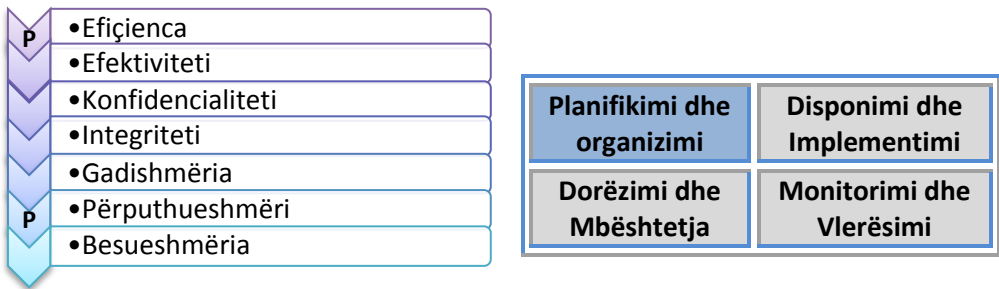 P
•Efiçienca
•Efektiviteti
•Konfidencialiteti
•Integriteti
•Gadishmëria
P
•Përputhueshmëri
•Besueshmëria
Planifikimi dhe
organizimi
Disponimi dhe
Implementimi
Dorëzimi dhe
Mbështetja
Monitorimi dhe
Vlerësimi